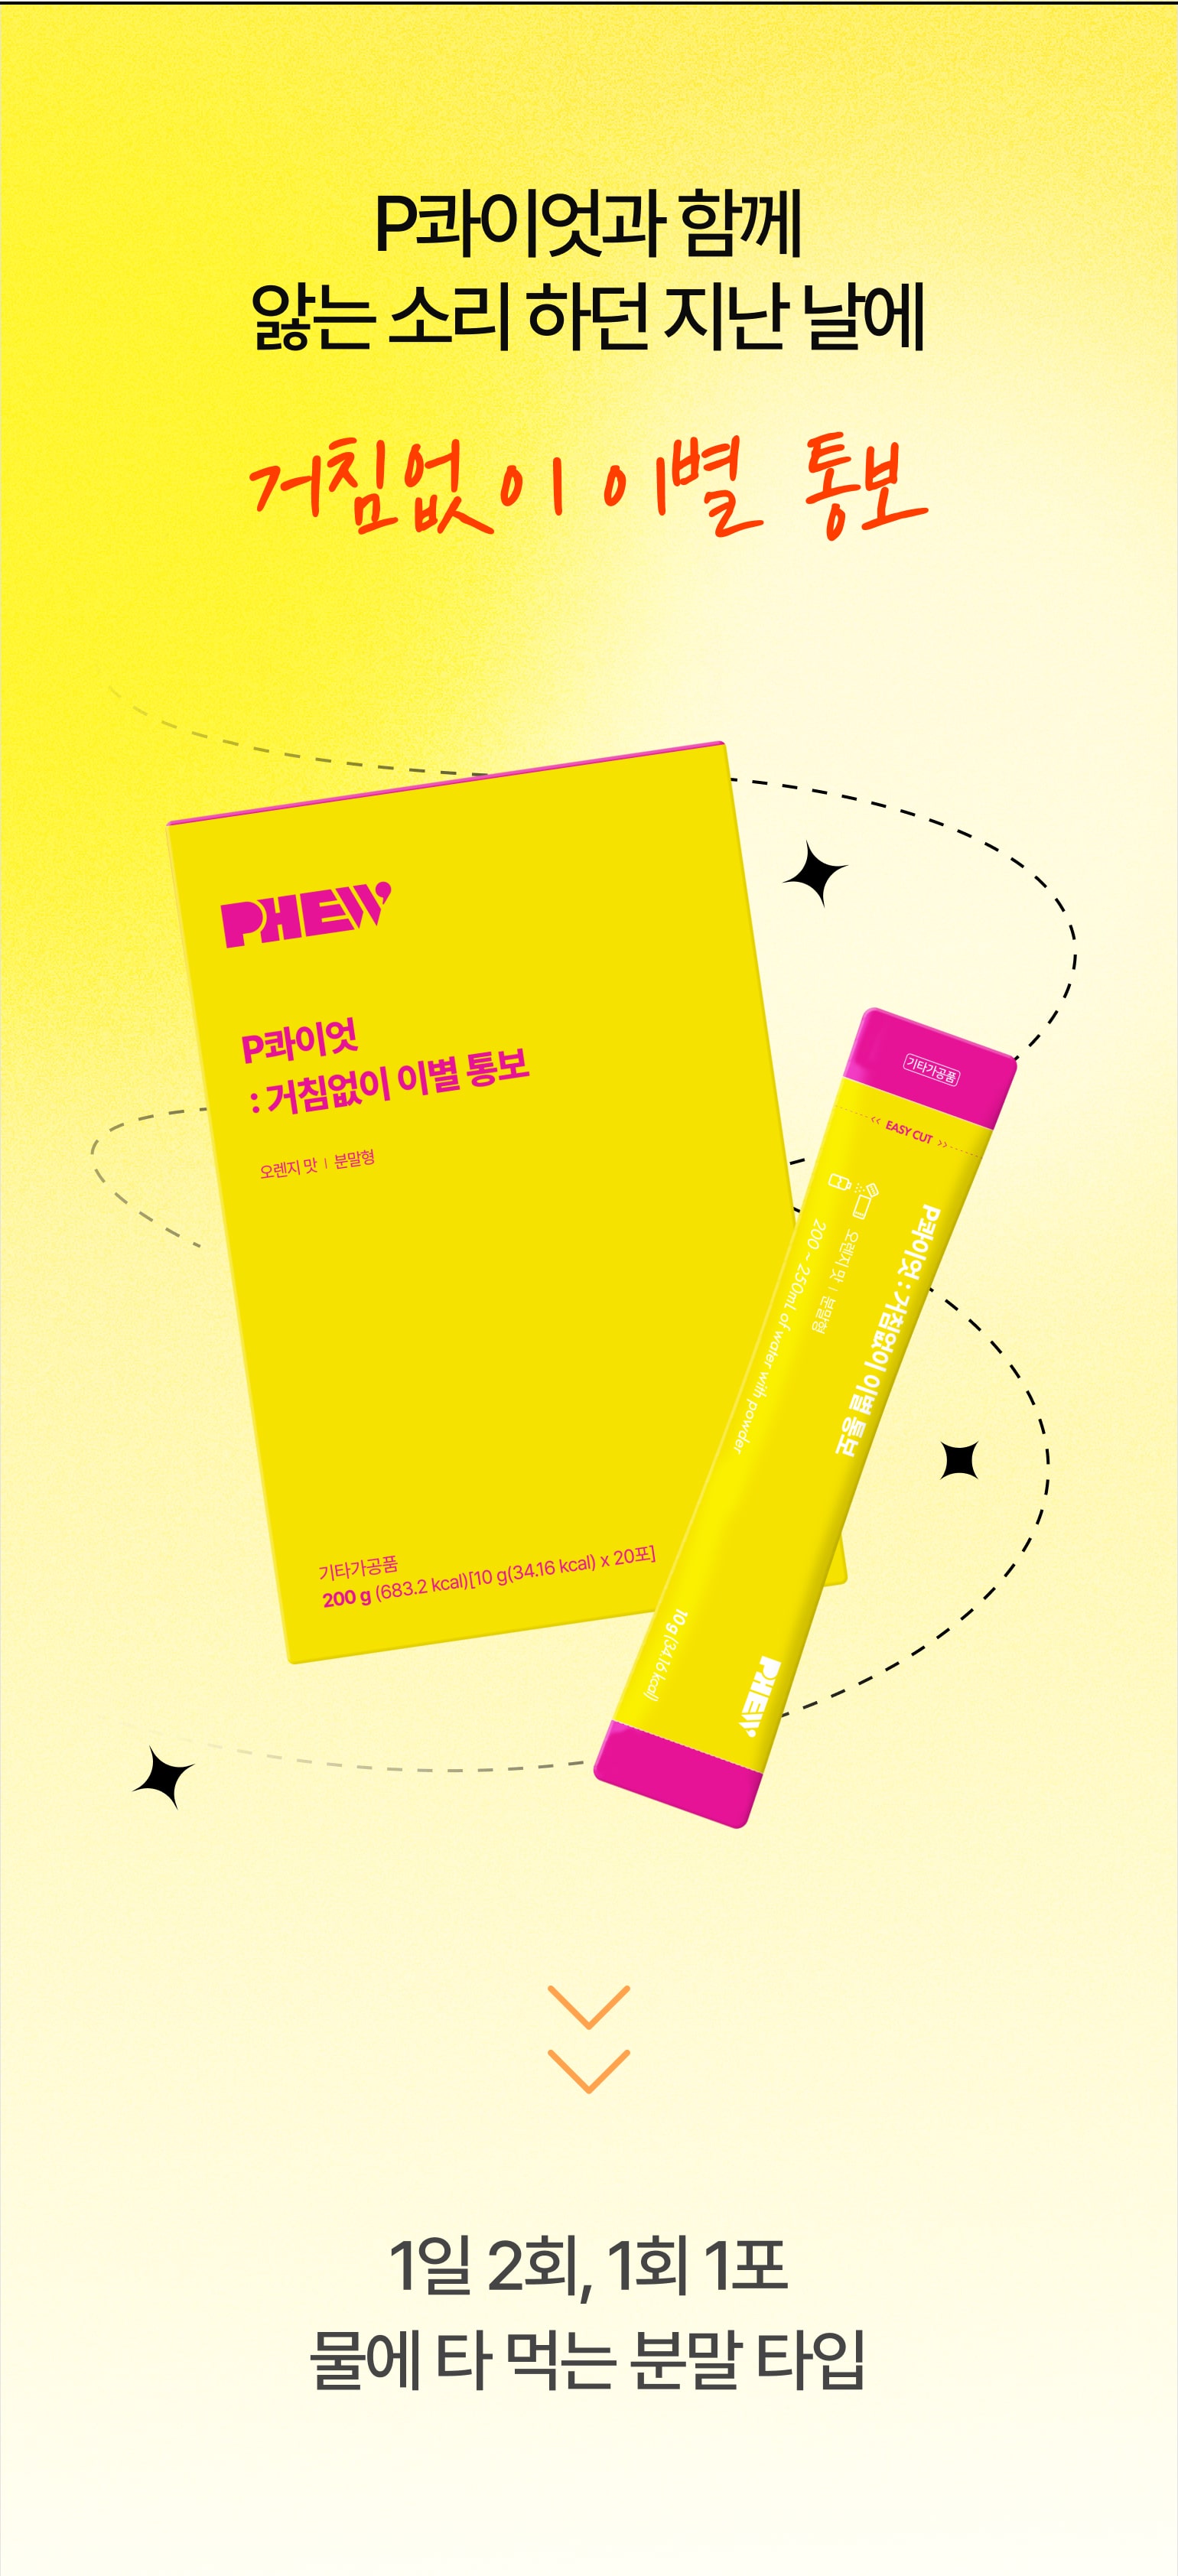 P콰이엇과 함께
앓는 소리 하던 지난 날에
거침없이 이별 통보
PHEW
P콰이엇
: 거침없이 이별 통보
오렌지 맛 | 분말형
기타가공품
200 g (683.2 kcal)[10 g(34.16 kcal) x 20포]
기타가공품
‹‹ EASY CUT ››
P콰이엇 : 거침없이 이별 통보
오렌지 맛 | 분말형
200 ~ 250mL of water with powder
10 g (34.16 kcal)
PHEW
1일 2회, 1회 1포
물에 타 먹는 분말 타입